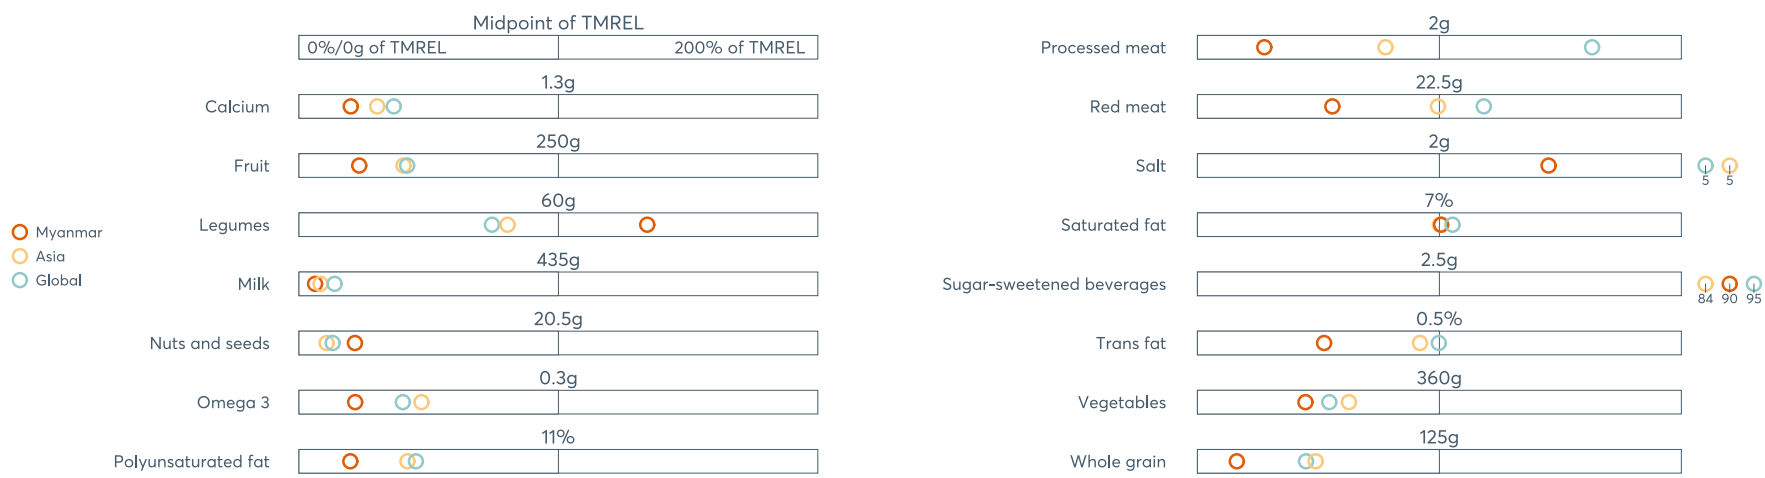 Midpoint of TMREL
0%/0g of TMREL 200% of TMREL
1.3g
Calcium
250g
Fruit
60g
Legumes
435g
Milk
20.5g
Nuts and seeds
0.3g
Omega 3
11%
Polyunsaturated fat
Myanmar
Asia
Global
2g
Processed meat
22.5g
Red meat
2g
Salt
5 5
7%
Saturated fat
2.5g
Sugar-sweetened beverages
84 90 95
0.5%
Trans fat
360g
Vegetables
125g
Whole grain